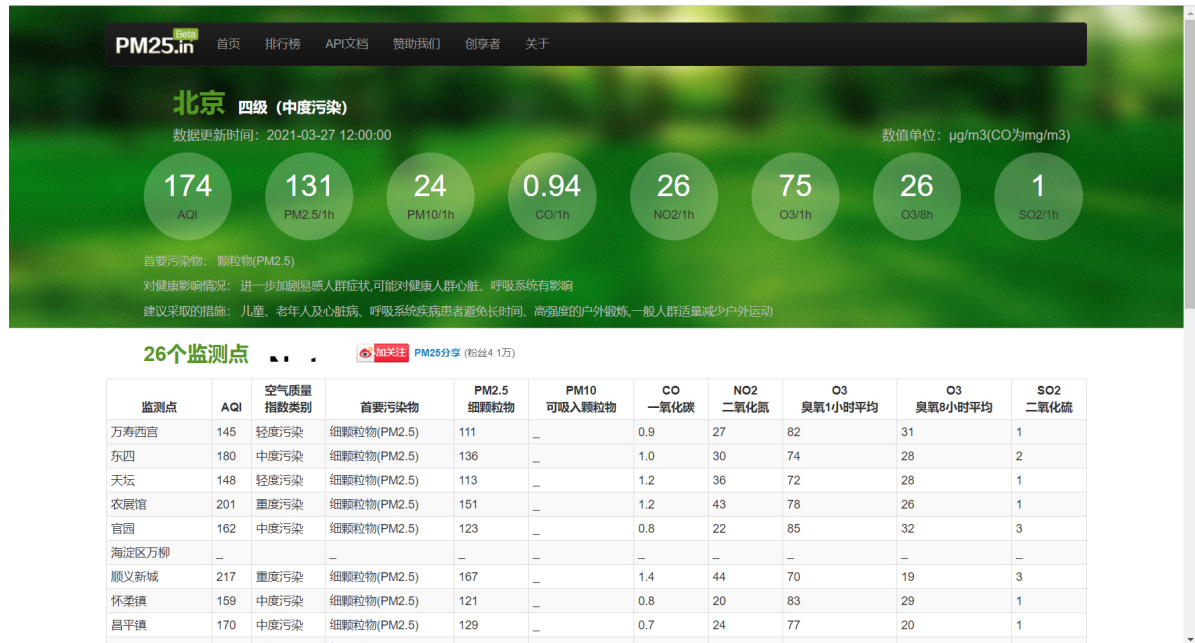 PM25.in Beta 首页 排行榜 API文档 赞助我们 创享者 关于
北京 四级（中度污染）
数据更新时间：2021-03-27 12:00:00 数值单位：μg/m3(CO为mg/m3)
174 131 24 0.94 26 75 26 1
AQI PM2.5/1h PM10/1h CO/1h NO2/1h O3/1h O3/8h SO2/1h
首要污染物： 颗粒物(PM2.5)
对健康影响情况： 进一步加剧易感人群症状,可能对健康人群心脏、呼吸系统有影响
建议采取的措施： 儿童、老年人及心脏病、呼吸系统疾病患者避免长时间、高强度的户外锻炼,一般人群适量减少户外运动
26个监测点 加关注 PM25分享 (粉丝4.1万)
空气质量 PM2.5 PM10 CO NO2 O3 O3 SO2
监测点 AQI 指数类别 首要污染物 细颗粒物 可吸入颗粒物 一氧化碳 二氧化氮 臭氧1小时平均 臭氧8小时平均 二氧化硫
万寿西宫 145 轻度污染 细颗粒物(PM2.5) 111 _ 0.9 27 82 31 1
东四 180 中度污染 细颗粒物(PM2.5) 136 _ 1.0 30 74 28 2
天坛 148 轻度污染 细颗粒物(PM2.5) 113 _ 1.2 36 72 28 1
农展馆 201 重度污染 细颗粒物(PM2.5) 151 _ 1.2 43 78 26 1
官园 162 中度污染 细颗粒物(PM2.5) 123 _ 0.8 22 85 32 3
海淀区万柳 _ _ _ _ _ _ _ _ _
顺义新城 217 重度污染 细颗粒物(PM2.5) 167 _ 1.4 44 70 19 3
怀柔镇 159 中度污染 细颗粒物(PM2.5) 121 _ 0.8 20 83 29 1
昌平镇 170 中度污染 细颗粒物(PM2.5) 129 _ 0.7 24 77 20 1